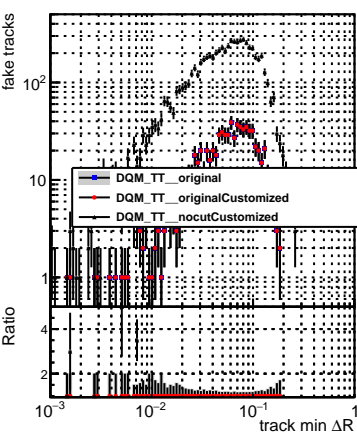 fake tracks
10²
10
1
DQM_TT__original
DQM_TT__originalCustomized
DQM_TT__nocutCustomized
Ratio
4
2
10⁻³ 10⁻² 10⁻¹ 1
track min ΔR